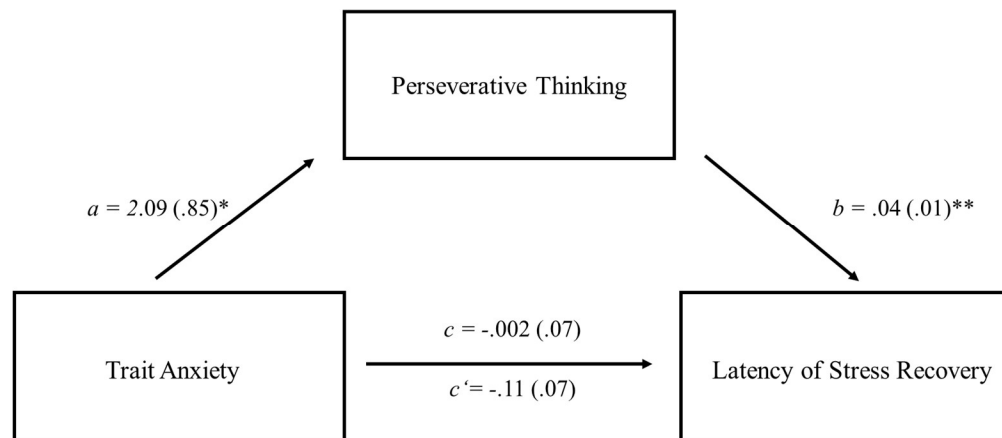 Perseverative Thinking
a = 2.09 (.85)*
b = .04 (.01)**
Trait Anxiety
c = -.002 (.07)
c‘= -.11 (.07)
Latency of Stress Recovery